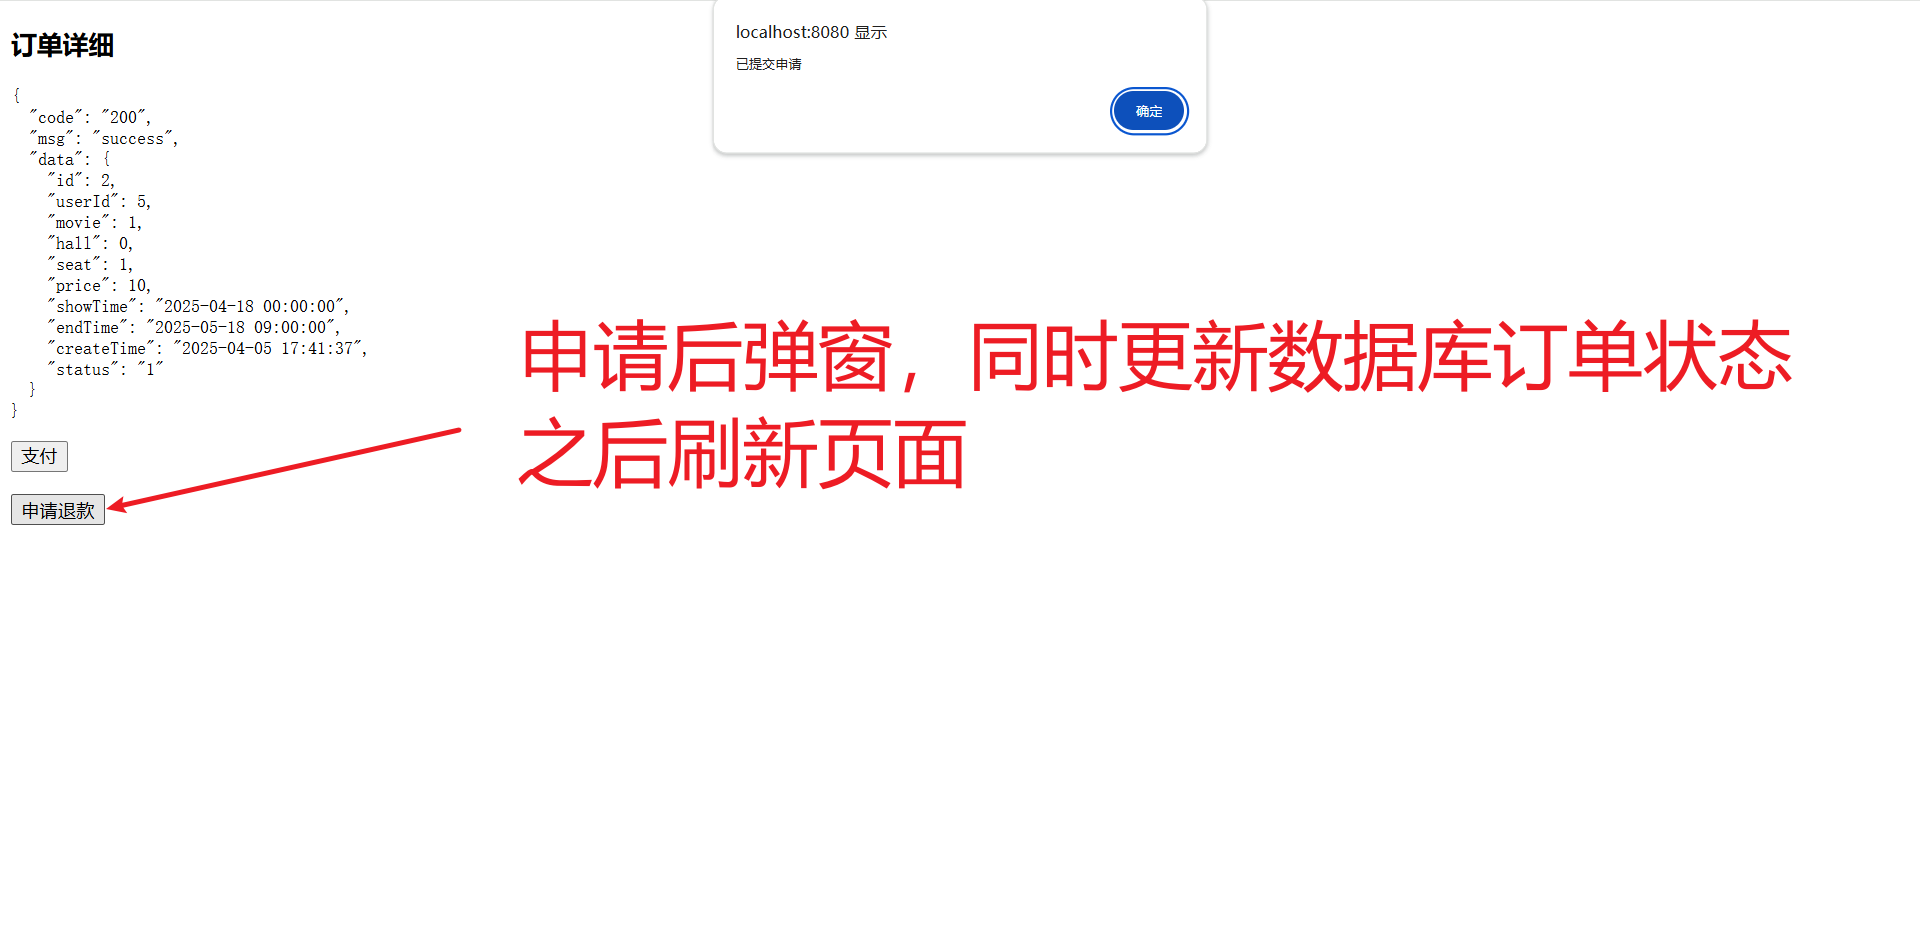 localhost:8080 显示
已提交申请
确定
订单详细
{
  "code": "200",
  "msg": "success",
  "data": {
    "id": 2,
    "userId": 5,
    "movie": 1,
    "hall": 0,
    "seat": 1,
    "price": 10,
    "showTime": "2025-04-18 00:00:00",
    "endTime": "2025-05-18 09:00:00",
    "createTime": "2025-04-05 17:41:37",
    "status": "1"
  }
}
支付
申请退款
申请后弹窗，同时更新数据库订单状态
之后刷新页面